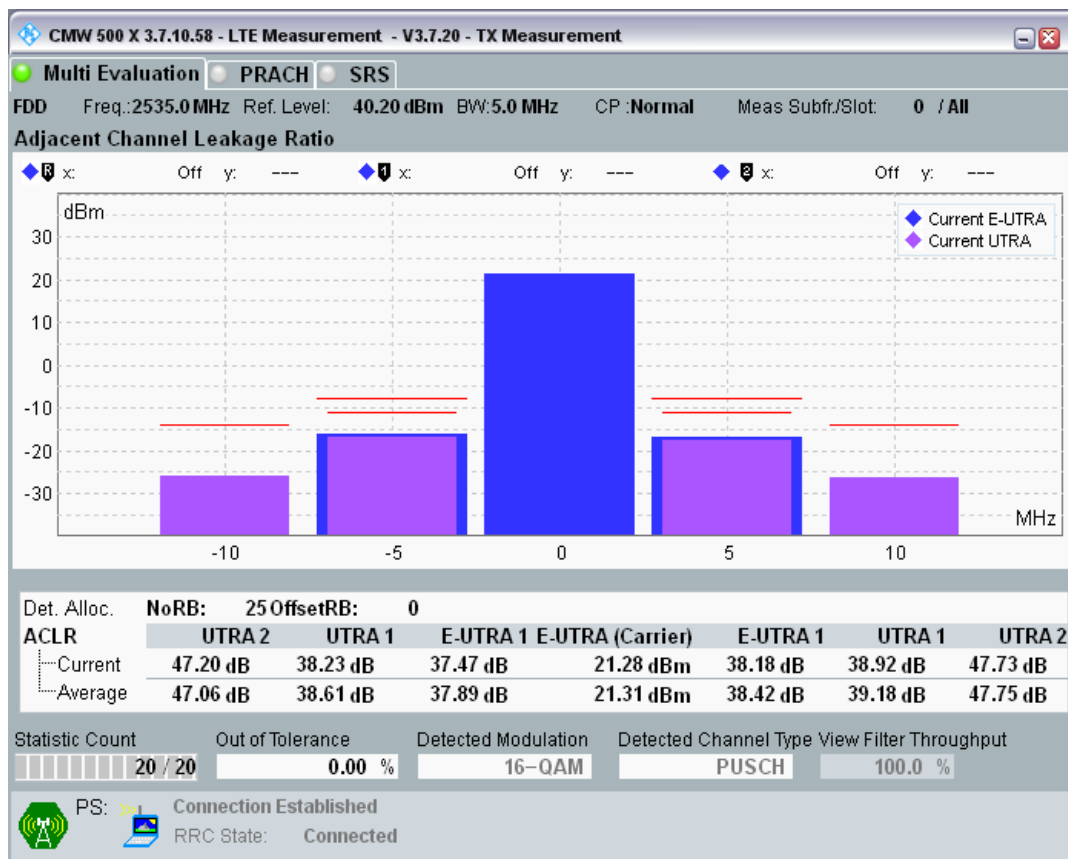 CMW 500 X 3.7.10.58 - LTE Measurement - V3.7.20 - TX Measurement
Multi Evaluation PRACH SRS
FDD Freq.:2535.0 MHz Ref. Level: 40.20 dBm BW:5.0 MHz CP :Normal Meas Subfr./Slot: 0 / All
Adjacent Channel Leakage Ratio
R x: Off y: --- 1 x: Off y: --- 2 x: Off y: ---
dBm
Current E-UTRA
Current UTRA
30
20
10
0
-10
-20
-30
MHz
-10 -5 0 5 10
Det. Alloc. NoRB: 25 OffsetRB: 0
ACLR UTRA 2 UTRA 1 E-UTRA 1 E-UTRA (Carrier) E-UTRA 1 UTRA 1 UTRA 2
Current 47.20 dB 38.23 dB 37.47 dB 21.28 dBm 38.18 dB 38.92 dB 47.73 dB
Average 47.06 dB 38.61 dB 37.89 dB 21.31 dBm 38.42 dB 39.18 dB 47.75 dB
Statistic Count Out of Tolerance Detected Modulation Detected Channel Type View Filter Throughput
20 / 20 0.00 % 16-QAM PUSCH 100.0 %
PS: Connection Established
RRC State: Connected